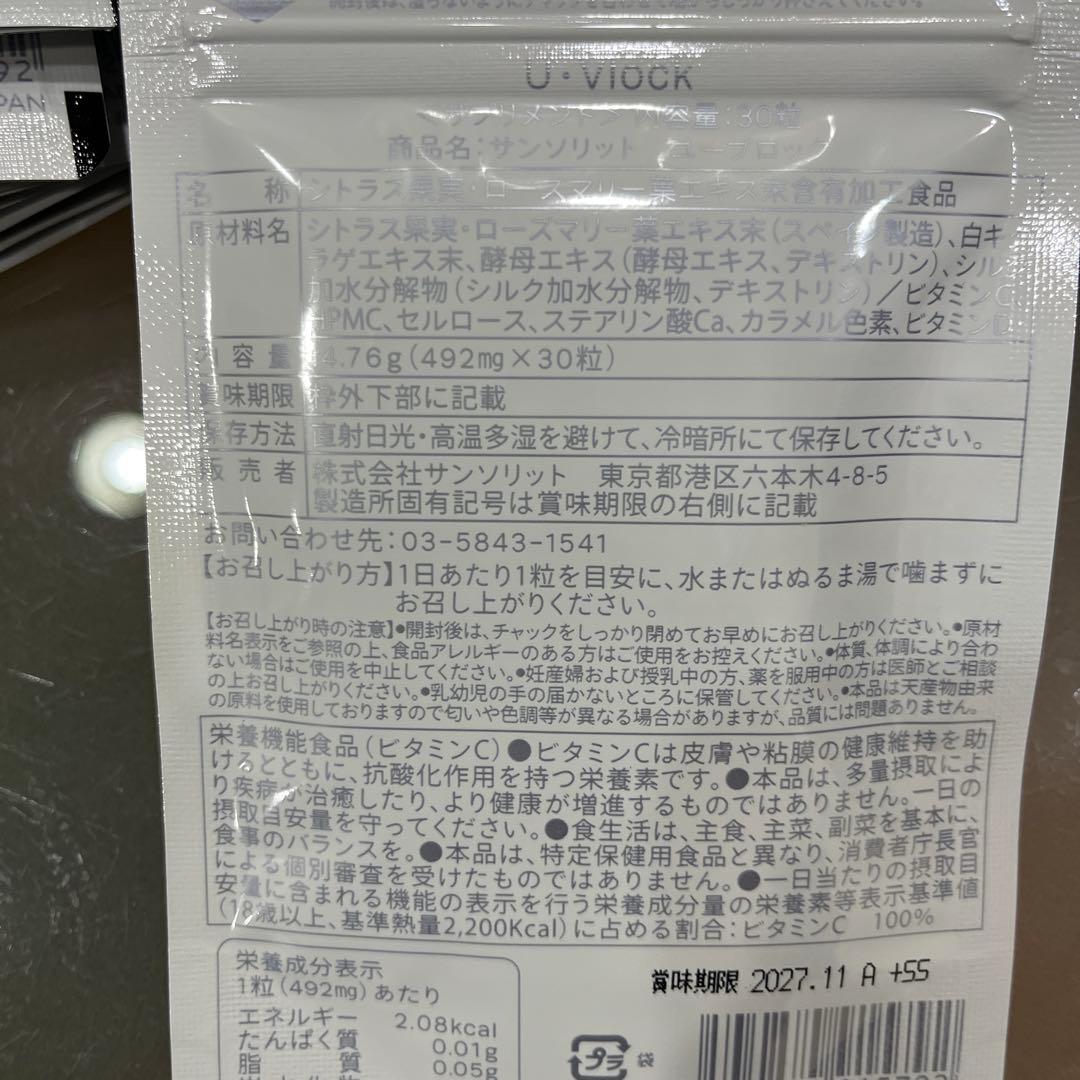 92
PAN
U・vlock
<サプリメント> 内容量:30粒
商品名:サンソリット ユーブロック
名 称 シトラス果実・ローズマリー葉エキス末含有加工食品
原材料名 シトラス果実・ローズマリー葉エキス末(スペイン製造)、白キ
ラゲエキス末、酵母エキス(酵母エキス、デキストリン)、シルク
加水分解物(シルク加水分解物、デキストリン)/ビタミンC、
HPMC、セルロース、ステアリン酸Ca、カラメル色素、ビタミンD
内 容 量 14.76g(492mg×30粒)
賞味期限 枠外下部に記載
保存方法 直射日光・高温多湿を避けて、冷暗所にて保存してください。
販 売 者 株式会社サンソリット 東京都港区六本木4-8-5
製造所固有記号は賞味期限の右側に記載
お問い合わせ先:03-5843-1541
【お召し上がり方】1日あたり1粒を目安に、水またはぬるま湯で噛まずに
お召し上がりください。
【お召し上がり時の注意】●開封後は、チャックをしっかり閉めてお早めにお召し上がりください。●原材
料名表示をご参照の上、食品アレルギーのある方はご使用をお控えください。●体質、体調により合わ
ない場合はご使用を中止してください。●妊産婦および授乳中の方、薬を服用中の方は医師とご相談
の上お召し上がりください。●乳幼児の手の届かないところに保管してください。●本品は天産物由来
の原料を使用しておりますので匂いや色調等が異なる場合がありますが、品質には問題ありません。
栄養機能食品(ビタミンC)●ビタミンCは皮膚や粘膜の健康維持を助
けるとともに、抗酸化作用を持つ栄養素です。●本品は、多量摂取によ
り疾病が治癒したり、より健康が増進するものではありません。一日の
摂取目安量を守ってください。●食生活は、主食、主菜、副菜を基本に、
食事のバランスを。●本品は、特定保健用食品と異なり、消費者庁長官
による個別審査を受けたものではありません。●一日当たりの摂取目
安量に含まれる機能の表示を行う栄養成分量の栄養素等表示基準値
(18歳以上、基準熱量2,200Kcal)に占める割合:ビタミンC 100%
栄養成分表示
1粒(492mg)あたり
エネルギー 2.08kcal
たんぱく質 0.01g
脂 質 0.05g
賞味期限 2027.11 A +SS
プラ 袋